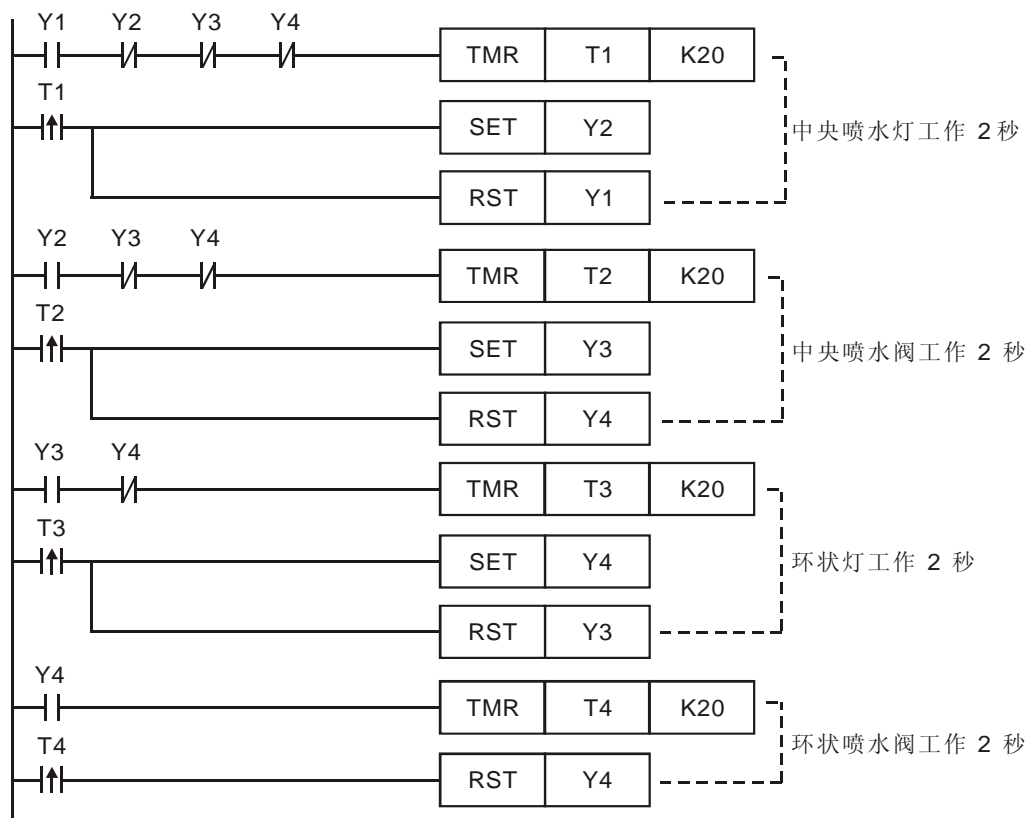 Y1 Y2 Y3 Y4
TMR T1 K20
T1
SET Y2
中央喷水灯工作 2秒
RST Y1
Y2 Y3 Y4
TMR T2 K20
T2
SET Y3
中央喷水阀工作 2 秒
RST Y4
Y3 Y4
TMR T3 K20
T3
SET Y4
环状灯工作 2 秒
RST Y3
Y4
TMR T4 K20
T4
环状喷水阀工作 2 秒
RST Y4